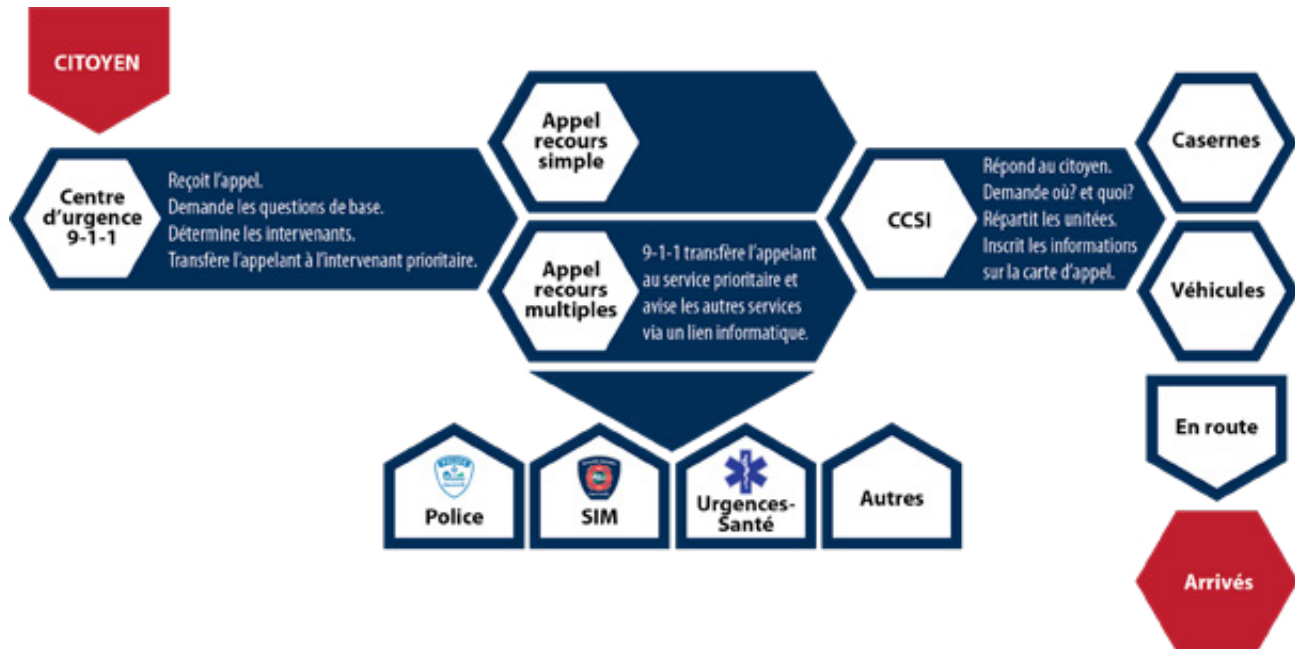 CITOYEN
Centre
d'urgence
9-1-1
Reçoit l'appel.
Demande les questions de base.
Détermine les intervenants.
Transfère l'appelant à l'intervenant prioritaire.
Appel
recours
simple
Appel
recours
multiples
9-1-1 transfère l'appelant
au service prioritaire et
avise les autres services
via un lien informatique.
Police
SIM
Urgences-
Santé
Autres
CCSI
Répond au citoyen.
Demande où? et quoi?
Répartit les unitées.
Inscrit les informations
sur la carte d'appel.
Casernes
Véhicules
En route
Arrivés